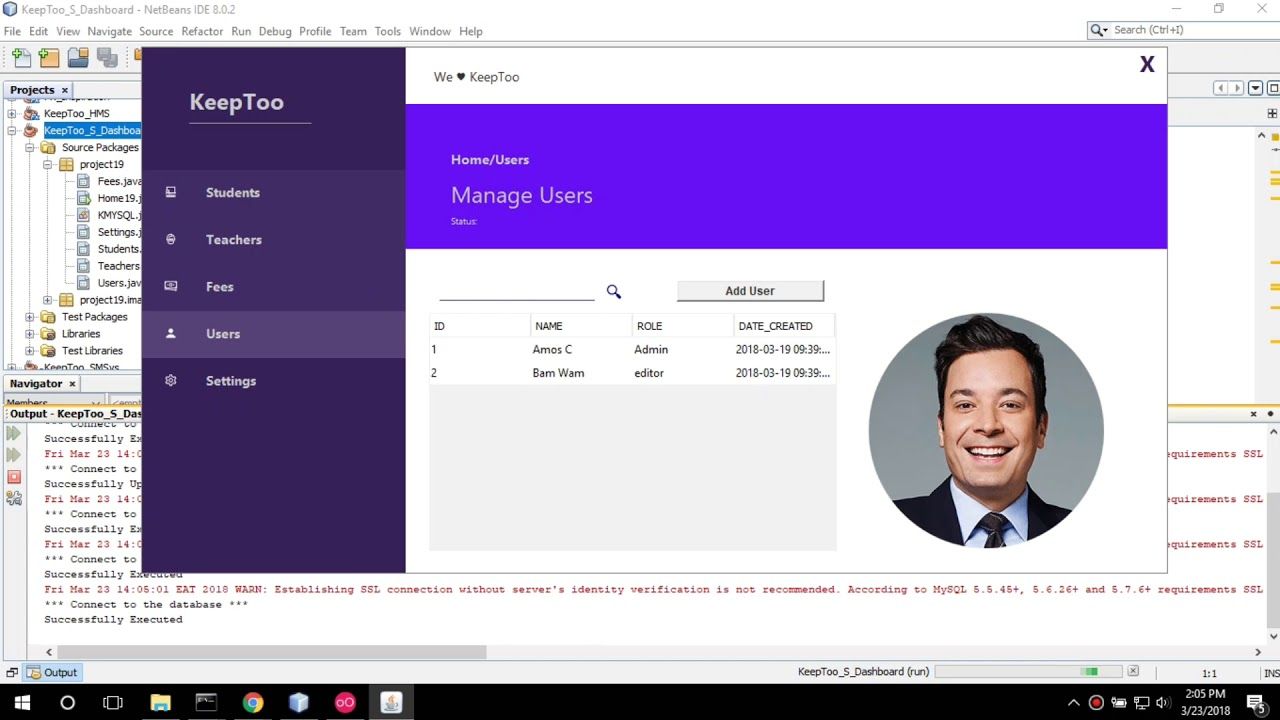 KeepToo_S_Dashboard - NetBeans IDE 8.0.2
File Edit View Navigate Source Refactor Run Debug Profile Team Tools Window Help
Search (Ctrl+I)
Projects
KeepToo_HMS
KeepToo_S_Dashboa
Source Packages
project19
Fees.java
Home19.j
KMYSQL.j
Settings.j
Students.
Teachers
Users.jav
project19.ima
Test Packages
Libraries
Test Libraries
KeepToo_SMSys
Navigator
Members
KeepToo
Students
Teachers
Fees
Users
Settings
We ♥ KeepToo
X
Home/Users
Manage Users
Status:
Add User
ID NAME ROLE DATE_CREATED
1 Amos C Admin 2018-03-19 09:39:...
2 Bam Wam editor 2018-03-19 09:39:...
Output - KeepToo_S_Dash
*** Connect to
Successfully Ex
Fri Mar 23 14:0 equirements SSL
*** Connect to
Successfully Up
Fri Mar 23 14:0 equirements SSL
*** Connect to
Successfully Ex
Fri Mar 23 14:0 equirements SSL
*** Connect to
Successfully Executed
Fri Mar 23 14:05:01 EAT 2018 WARN: Establishing SSL connection without server's identity verification is not recommended. According to MySQL 5.5.45+, 5.6.26+ and 5.7.6+ requirements SSL
*** Connect to the database ***
Successfully Executed
Output
KeepToo_S_Dashboard (run)
1:1
INS
2:05 PM
3/23/2018
5